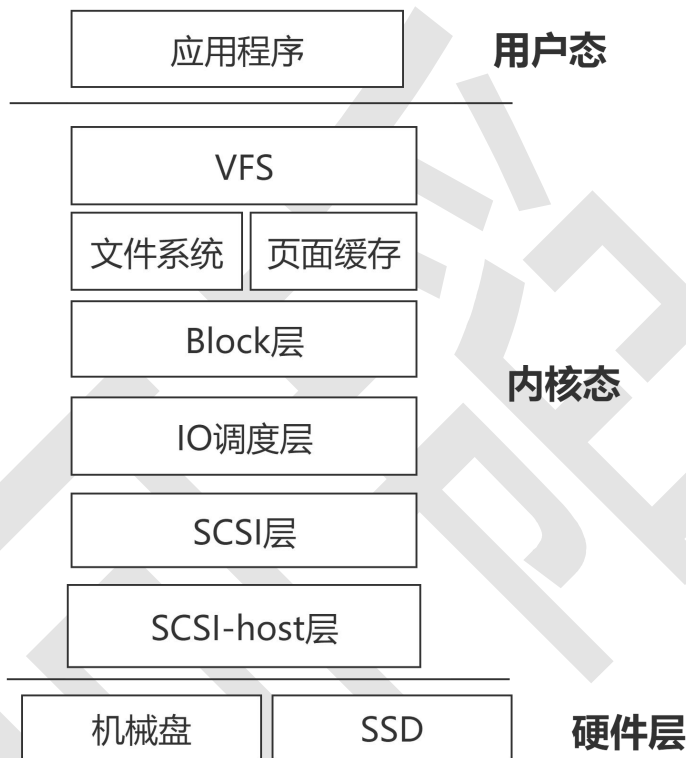 应用程序 用户态
VFS
文件系统 页面缓存
Block层
内核态
IO调度层
SCSI层
SCSI-host层
机械盘 SSD 硬件层